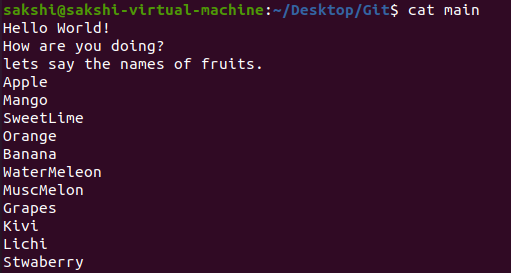 sakshi@sakshi-virtual-machine:~/Desktop/Git$ cat main
Hello World!
How are you doing?
lets say the names of fruits.
Apple
Mango
SweetLime
Orange
Banana
WaterMeleon
MuscMelon
Grapes
Kivi
Lichi
Stwaberry